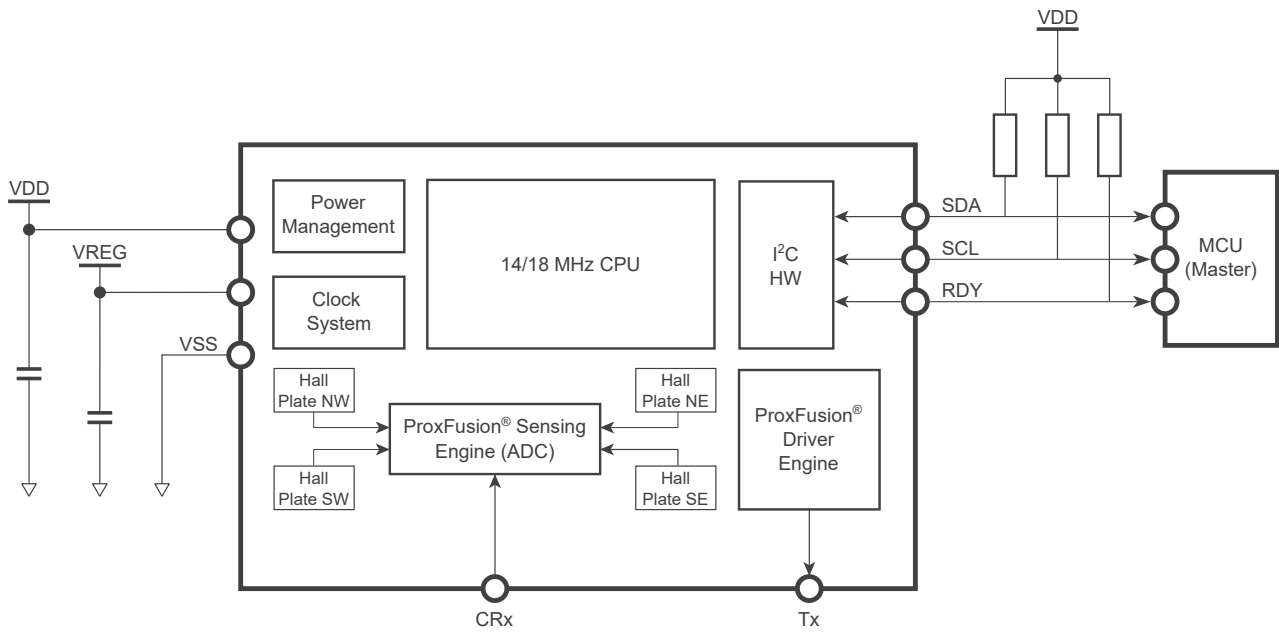 VDD
VDD
VREG
VSS
Power
Management
Clock
System
14/18 MHz CPU
I²C
HW
SDA
SCL
RDY
MCU
(Master)
Hall
Plate NW
Hall
Plate NE
ProxFusion® Sensing
Engine (ADC)
Hall
Plate SW
Hall
Plate SE
ProxFusion®
Driver
Engine
CRx
Tx